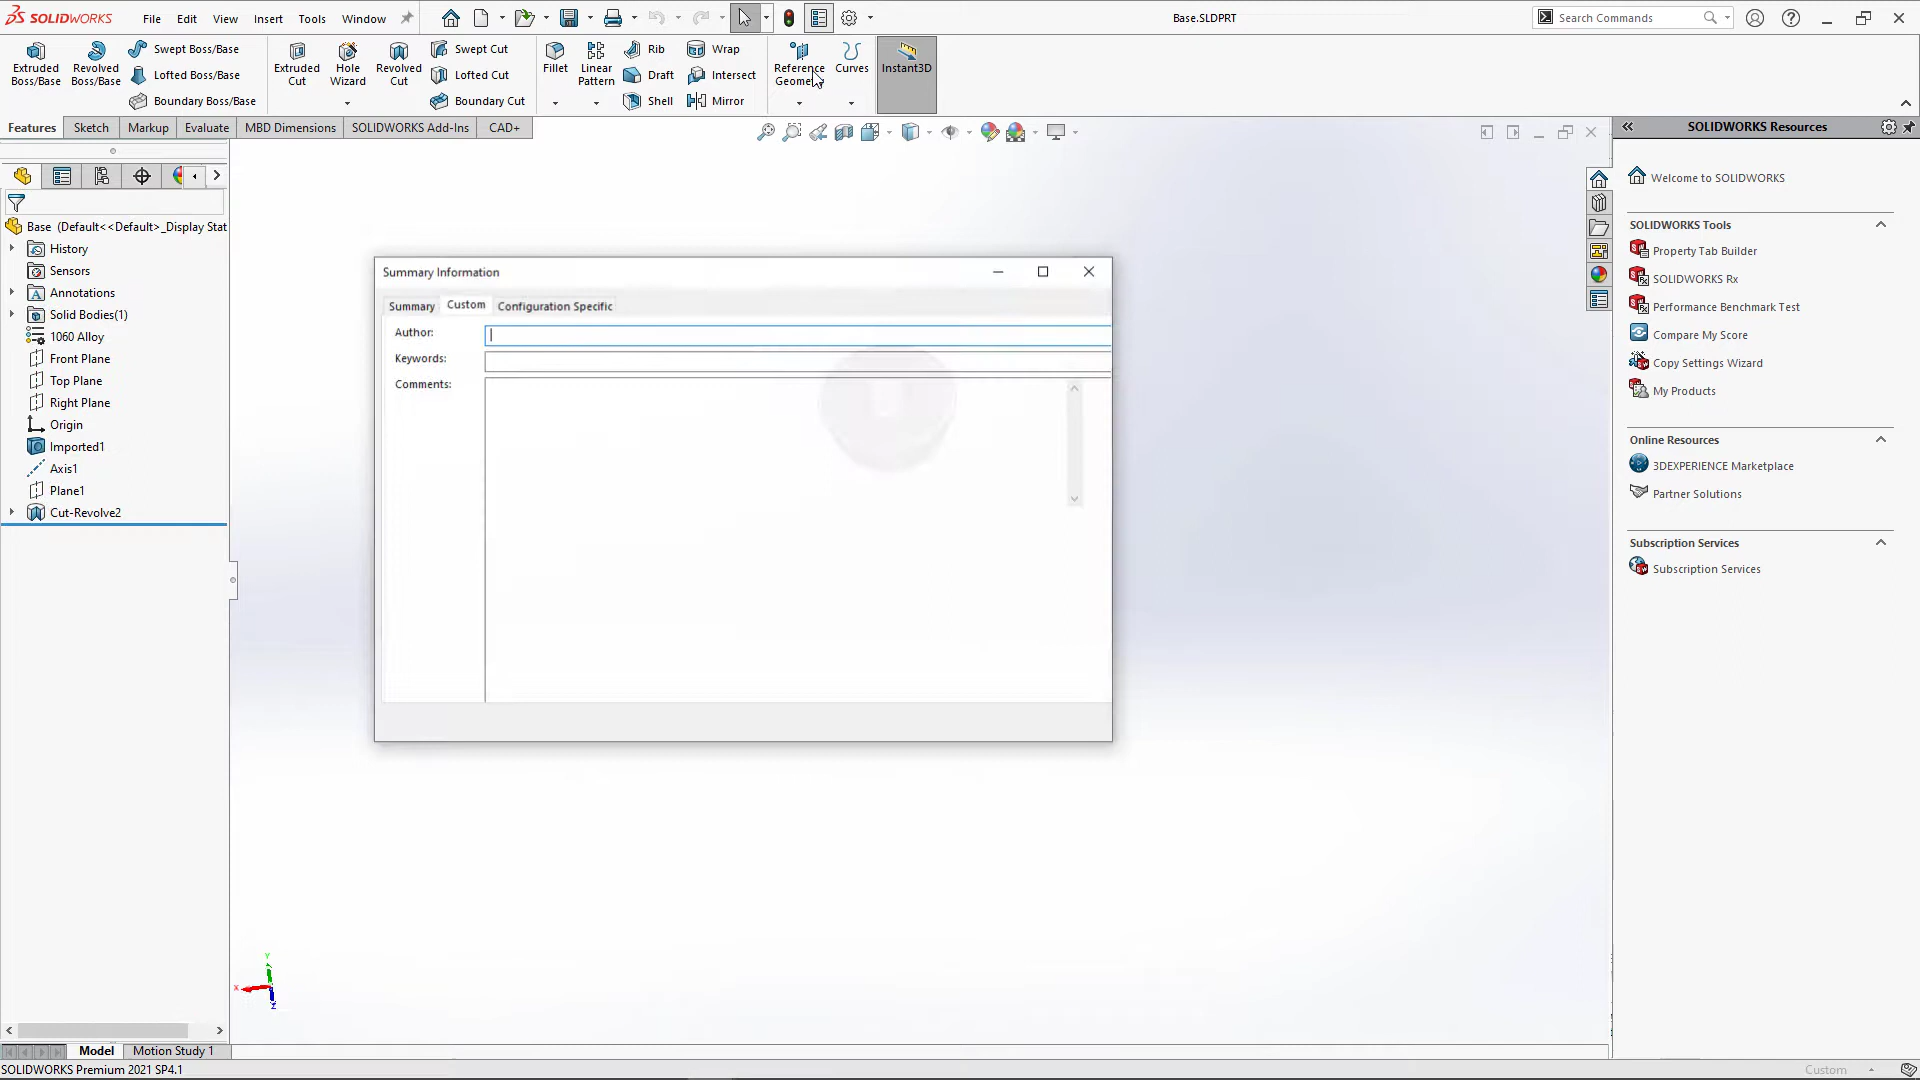 SOLIDWORKS File Edit View Insert Tools Window Base.SLDPRT Search Commands
Extruded Boss/Base
Revolved Boss/Base
Swept Boss/Base
Lofted Boss/Base
Boundary Boss/Base
Extruded Cut
Hole Wizard
Revolved Cut
Swept Cut
Lofted Cut
Boundary Cut
Fillet
Linear Pattern
Rib
Draft
Shell
Wrap
Intersect
Mirror
Reference Geometry
Curves
Instant3D
Features Sketch Markup Evaluate MBD Dimensions SOLIDWORKS Add-Ins CAD+
Base (Default<<Default>_Display Stat
History
Sensors
Annotations
Solid Bodies(1)
1060 Alloy
Front Plane
Top Plane
Right Plane
Origin
Imported1
Axis1
Plane1
Cut-Revolve2
Summary Information
Summary Custom Configuration Specific
Author:
Keywords:
Comments:
SOLIDWORKS Resources
Welcome to SOLIDWORKS
SOLIDWORKS Tools
Property Tab Builder
SOLIDWORKS Rx
Performance Benchmark Test
Compare My Score
Copy Settings Wizard
My Products
Online Resources
3DEXPERIENCE Marketplace
Partner Solutions
Subscription Services
Subscription Services
Y
X
Z
Model Motion Study 1
SOLIDWORKS Premium 2021 SP4.1 Custom